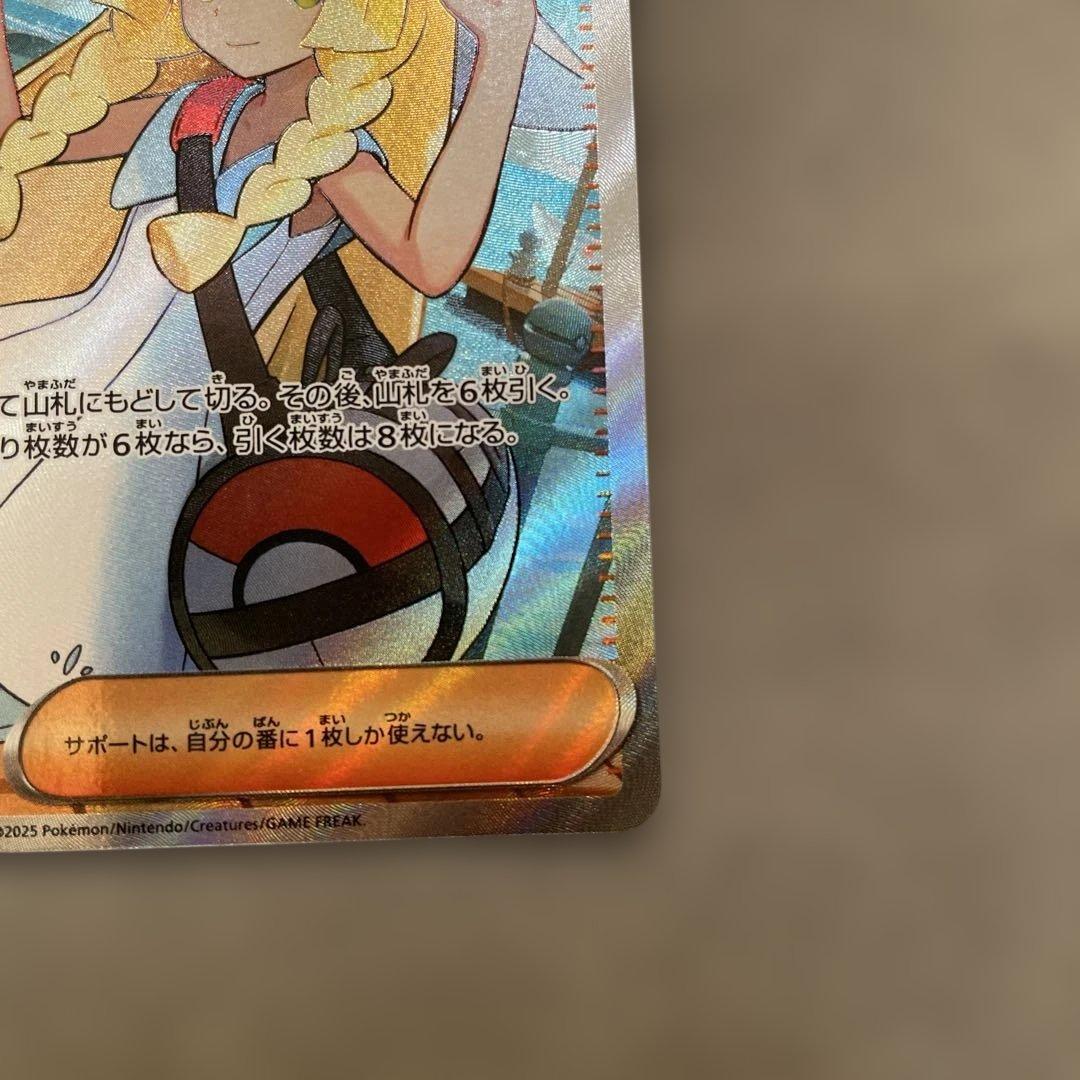 て山札にもどして切る。その後、山札を6枚引く。
り枚数が6枚なら、引く枚数は8枚になる。
サポートは、自分の番に1枚しか使えない。
©2025 Pokémon/Nintendo/Creatures/GAME FREAK.